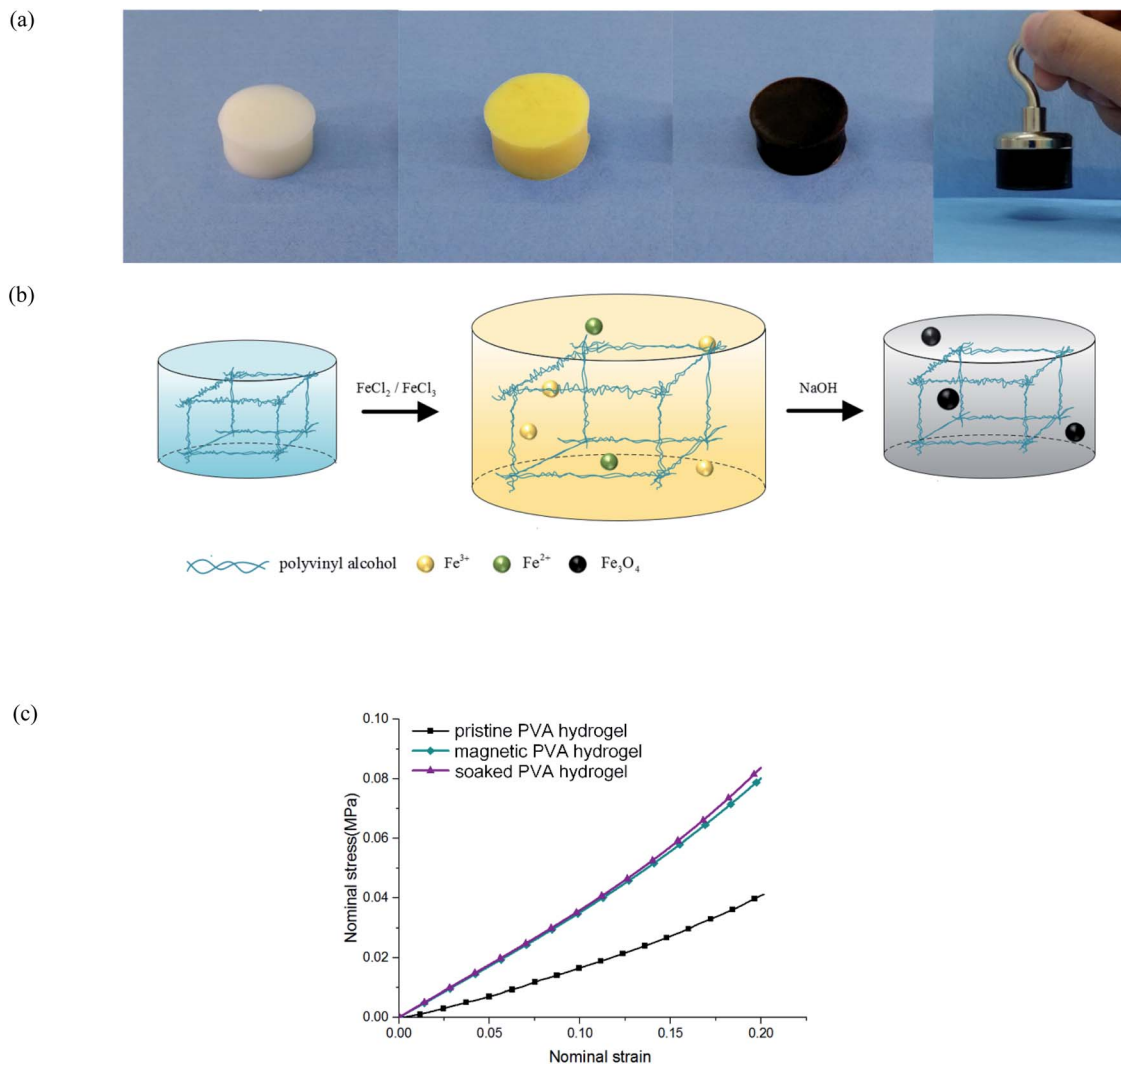 (a)
(b)
FeCl₂ / FeCl₃
NaOH
polyvinyl alcohol
Fe³⁺
Fe²⁺
Fe₃O₄
(c)
0.10
0.08
0.06
0.04
0.02
0.00
Nominal stress(MPa)
pristine PVA hydrogel
magnetic PVA hydrogel
soaked PVA hydrogel
0.00 0.05 0.10 0.15 0.20
Nominal strain